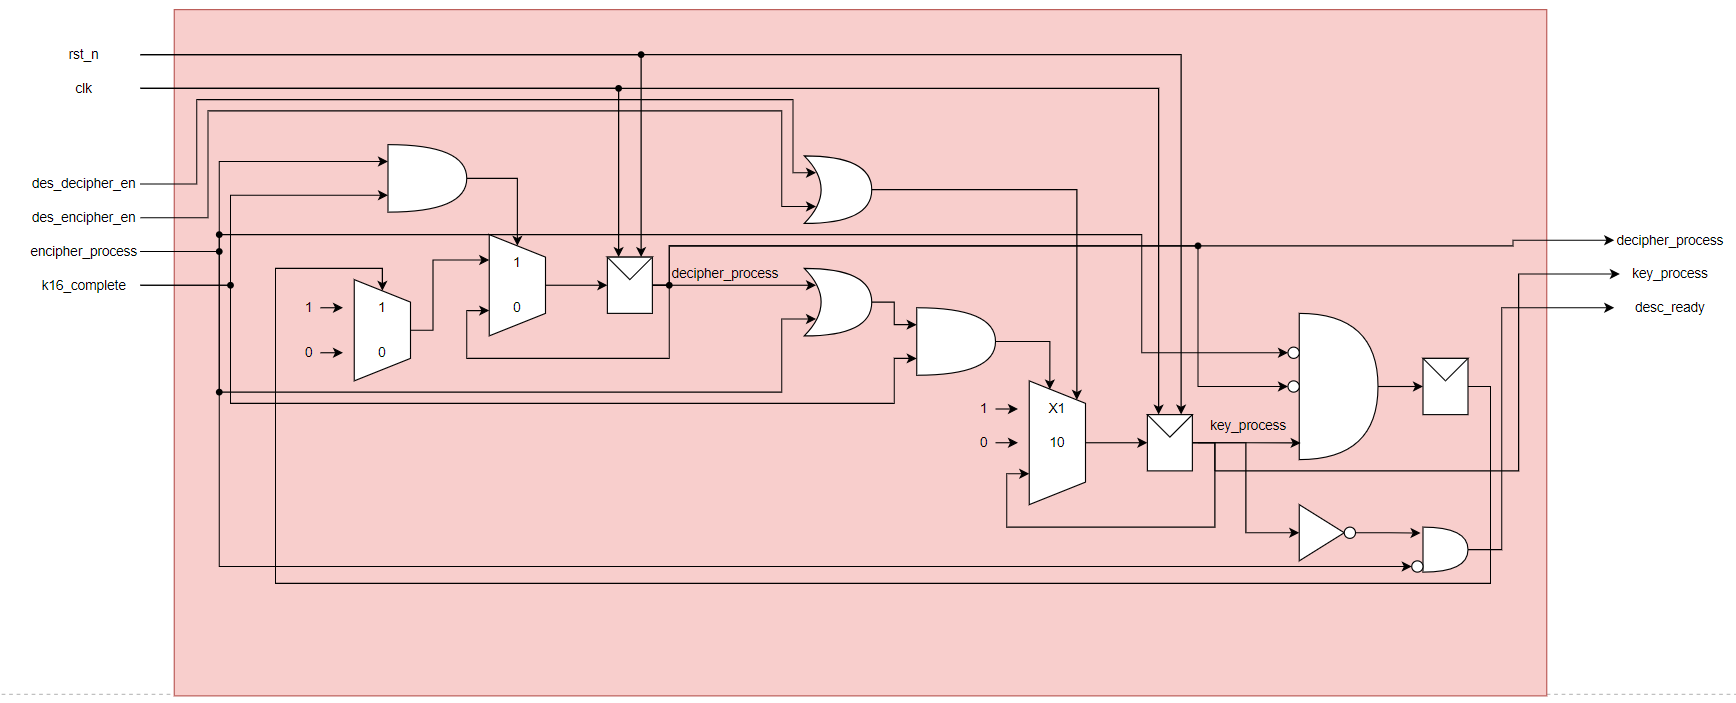 rst_n
clk
des_decipher_en
des_encipher_en
encipher_process
k16_complete
1
0
1
0
1
0
decipher_process
1
0
X1
10
key_process
decipher_process
key_process
desc_ready